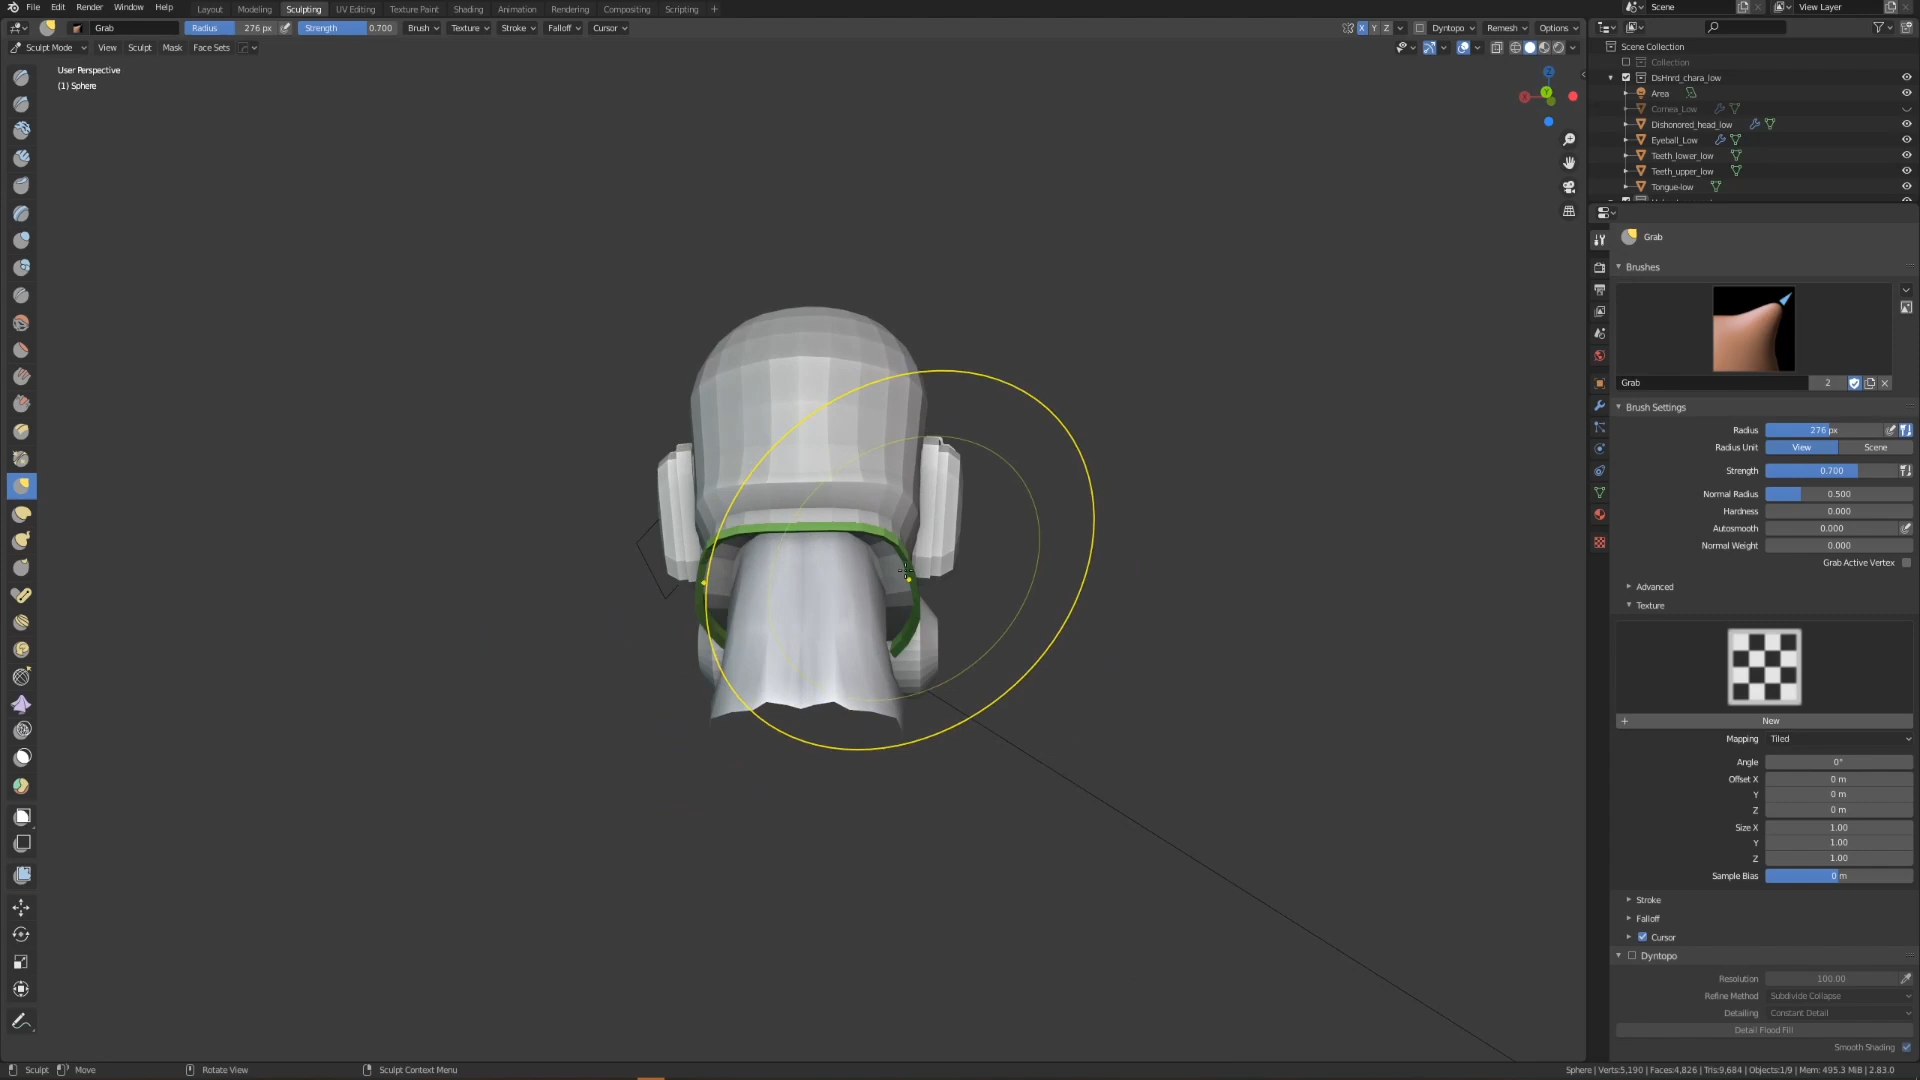 File Edit Render Window Help Layout Modeling Sculpting UV Editing Texture Paint Shading Animation Rendering Compositing Scripting + Scene View Layer
Grab Radius 276 px Strength 0.700 Brush Texture Stroke Falloff Cursor X Y Z Dyntopo Remesh Options
Sculpt Mode View Sculpt Mask Face Sets
User Perspective
(1) Sphere
X
Y
Z
Scene Collection
Collection
DsHnrd_chara_low
Area
Cornea_Low
Dishonored_head_low
Eyeball_Low
Teeth_lower_low
Teeth_upper_low
Tongue-low
Grab
Brushes
Grab 2
Brush Settings
Radius 276 px
Radius Unit View Scene
Strength 0.700
Normal Radius 0.500
Hardness 0.000
Autosmooth 0.000
Normal Weight 0.000
Grab Active Vertex
Advanced
Texture
+ New
Mapping Tiled
Angle 0°
Offset X 0 m
Y 0 m
Z 0 m
Size X 1.00
Y 1.00
Z 1.00
Sample Bias 0 m
Stroke
Falloff
Cursor
Dyntopo
Resolution 100.00
Refine Method Subdivide Collapse
Detailing Constant Detail
Detail Flood Fill
Smooth Shading
Sculpt Move Rotate View Sculpt Context Menu Sphere | Verts:5,190 | Faces:4,826 | Tris:9,684 | Objects:1/9 | Mem: 495.3 MiB | 2.83.0